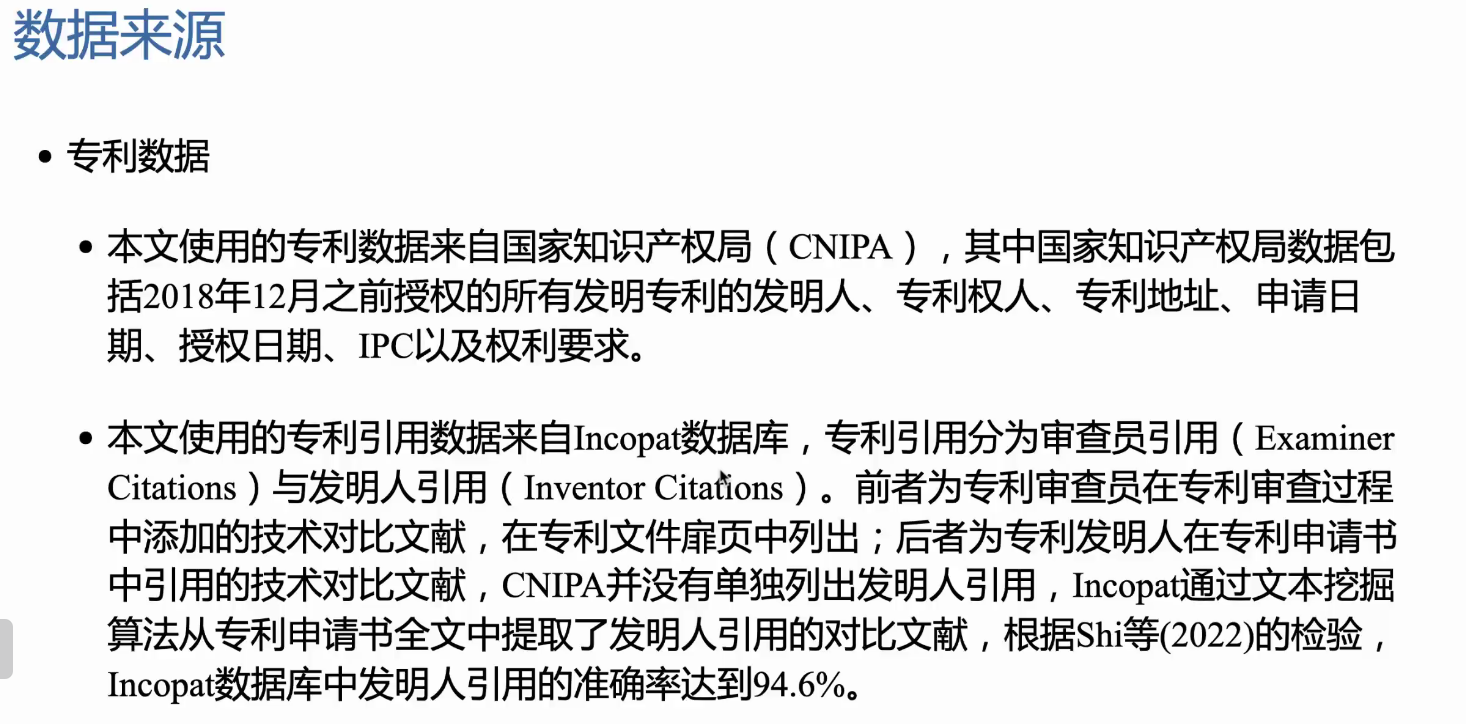 数据来源
• 专利数据
• 本文使用的专利数据来自国家知识产权局（CNIPA），其中国家知识产权局数据包
括2018年12月之前授权的所有发明专利的发明人、专利权人、专利地址、申请日
期、授权日期、IPC以及权利要求。
• 本文使用的专利引用数据来自Incopat数据库，专利引用分为审查员引用（Examiner
Citations）与发明人引用（Inventor Citations）。前者为专利审查员在专利审查过程
中添加的技术对比文献，在专利文件扉页中列出；后者为专利发明人在专利申请书
中引用的技术对比文献，CNIPA并没有单独列出发明人引用，Incopat通过文本挖掘
算法从专利申请书全文中提取了发明人引用的对比文献，根据Shi等(2022)的检验，
Incopat数据库中发明人引用的准确率达到94.6%。